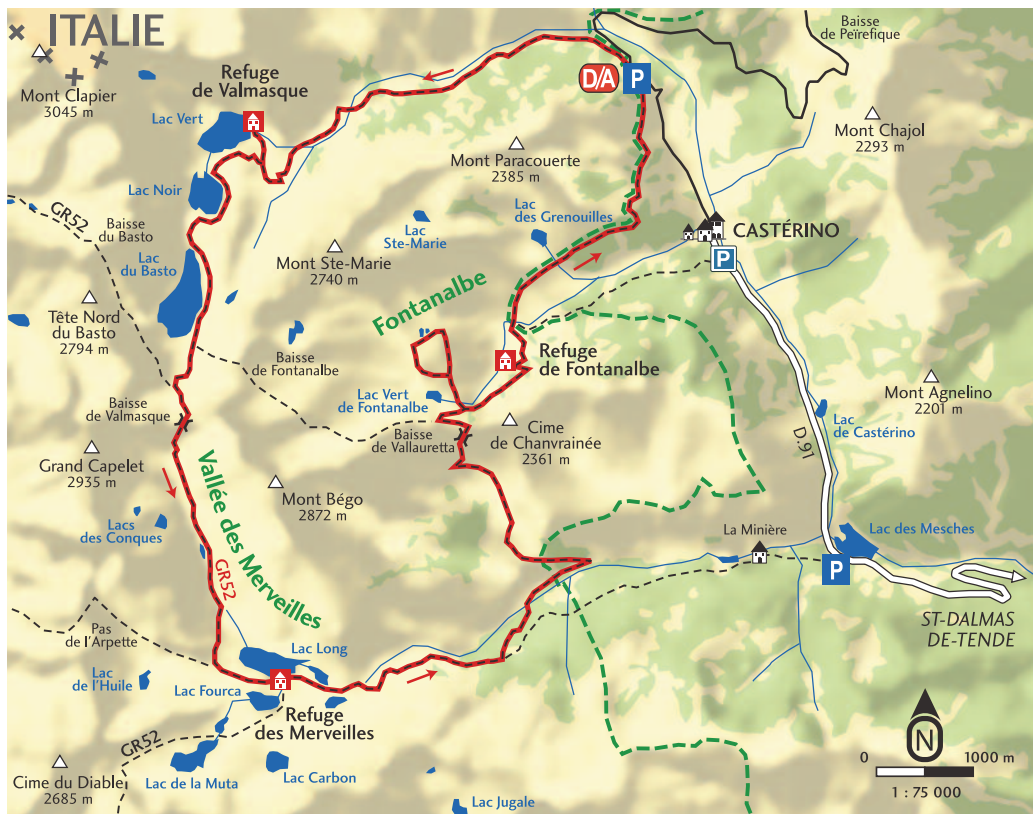 ITALIE
Mont Clapier
3045 m
Refuge
de Valmasque
Lac Vert
Lac Noir
D/A
P
Baisse
de Peïrefique
Mont Chajol
2293 m
Mont Paracouerte
2385 m
GR52
Baisse
du Basto
Lac
du Basto
Lac
Ste-Marie
Lac
des Grenouilles
CASTÉRINO
P
Mont Ste-Marie
2740 m
Tête Nord
du Basto
2794 m
Fontanalbe
Baisse
de Fontanalbe
Refuge
de Fontanalbe
Lac Vert
de Fontanalbe
Mont Agnelino
2201 m
Baisse
de Valmasque
Baisse
de Vallauretta
Cime
de Chanvrainée
2361 m
Lac
de Castérino
D.91
Grand Capelet
2935 m
Mont Bégo
2872 m
Vallée des Merveilles
Lacs
des Conques
GR52
La Minière
Lac des Mesches
P
ST-DALMAS
DE-TENDE
Pas
de l'Arpette
Lac
de l'Huile
Lac Long
Lac Fourca
Refuge
des Merveilles
GR52
Cime du Diable
2685 m
Lac de la Muta
Lac Carbon
Lac Jugale
N
0 1000 m
1 : 75 000